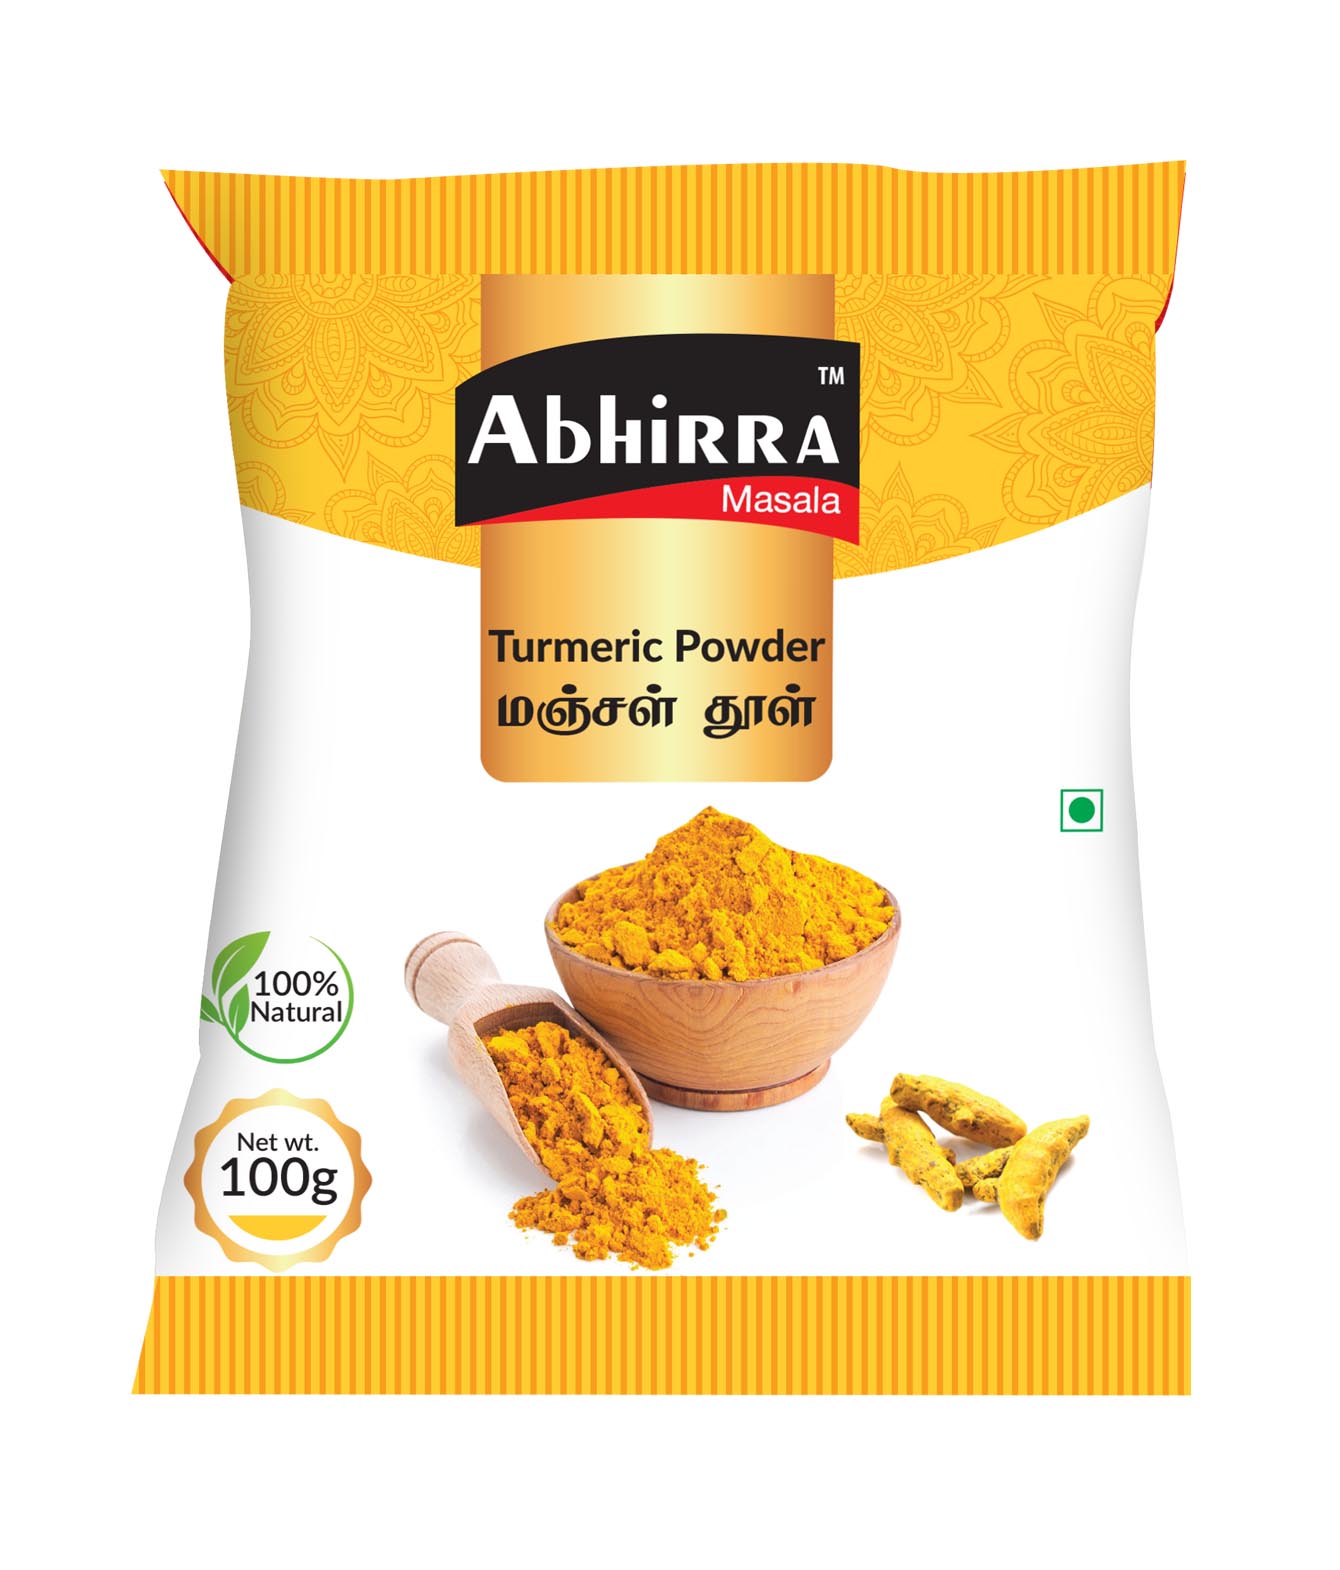 TM
AbhiRRA
Masala
Turmeric Powder
மஞ்சள் தூள்
100%
Natural
Net wt.
100g